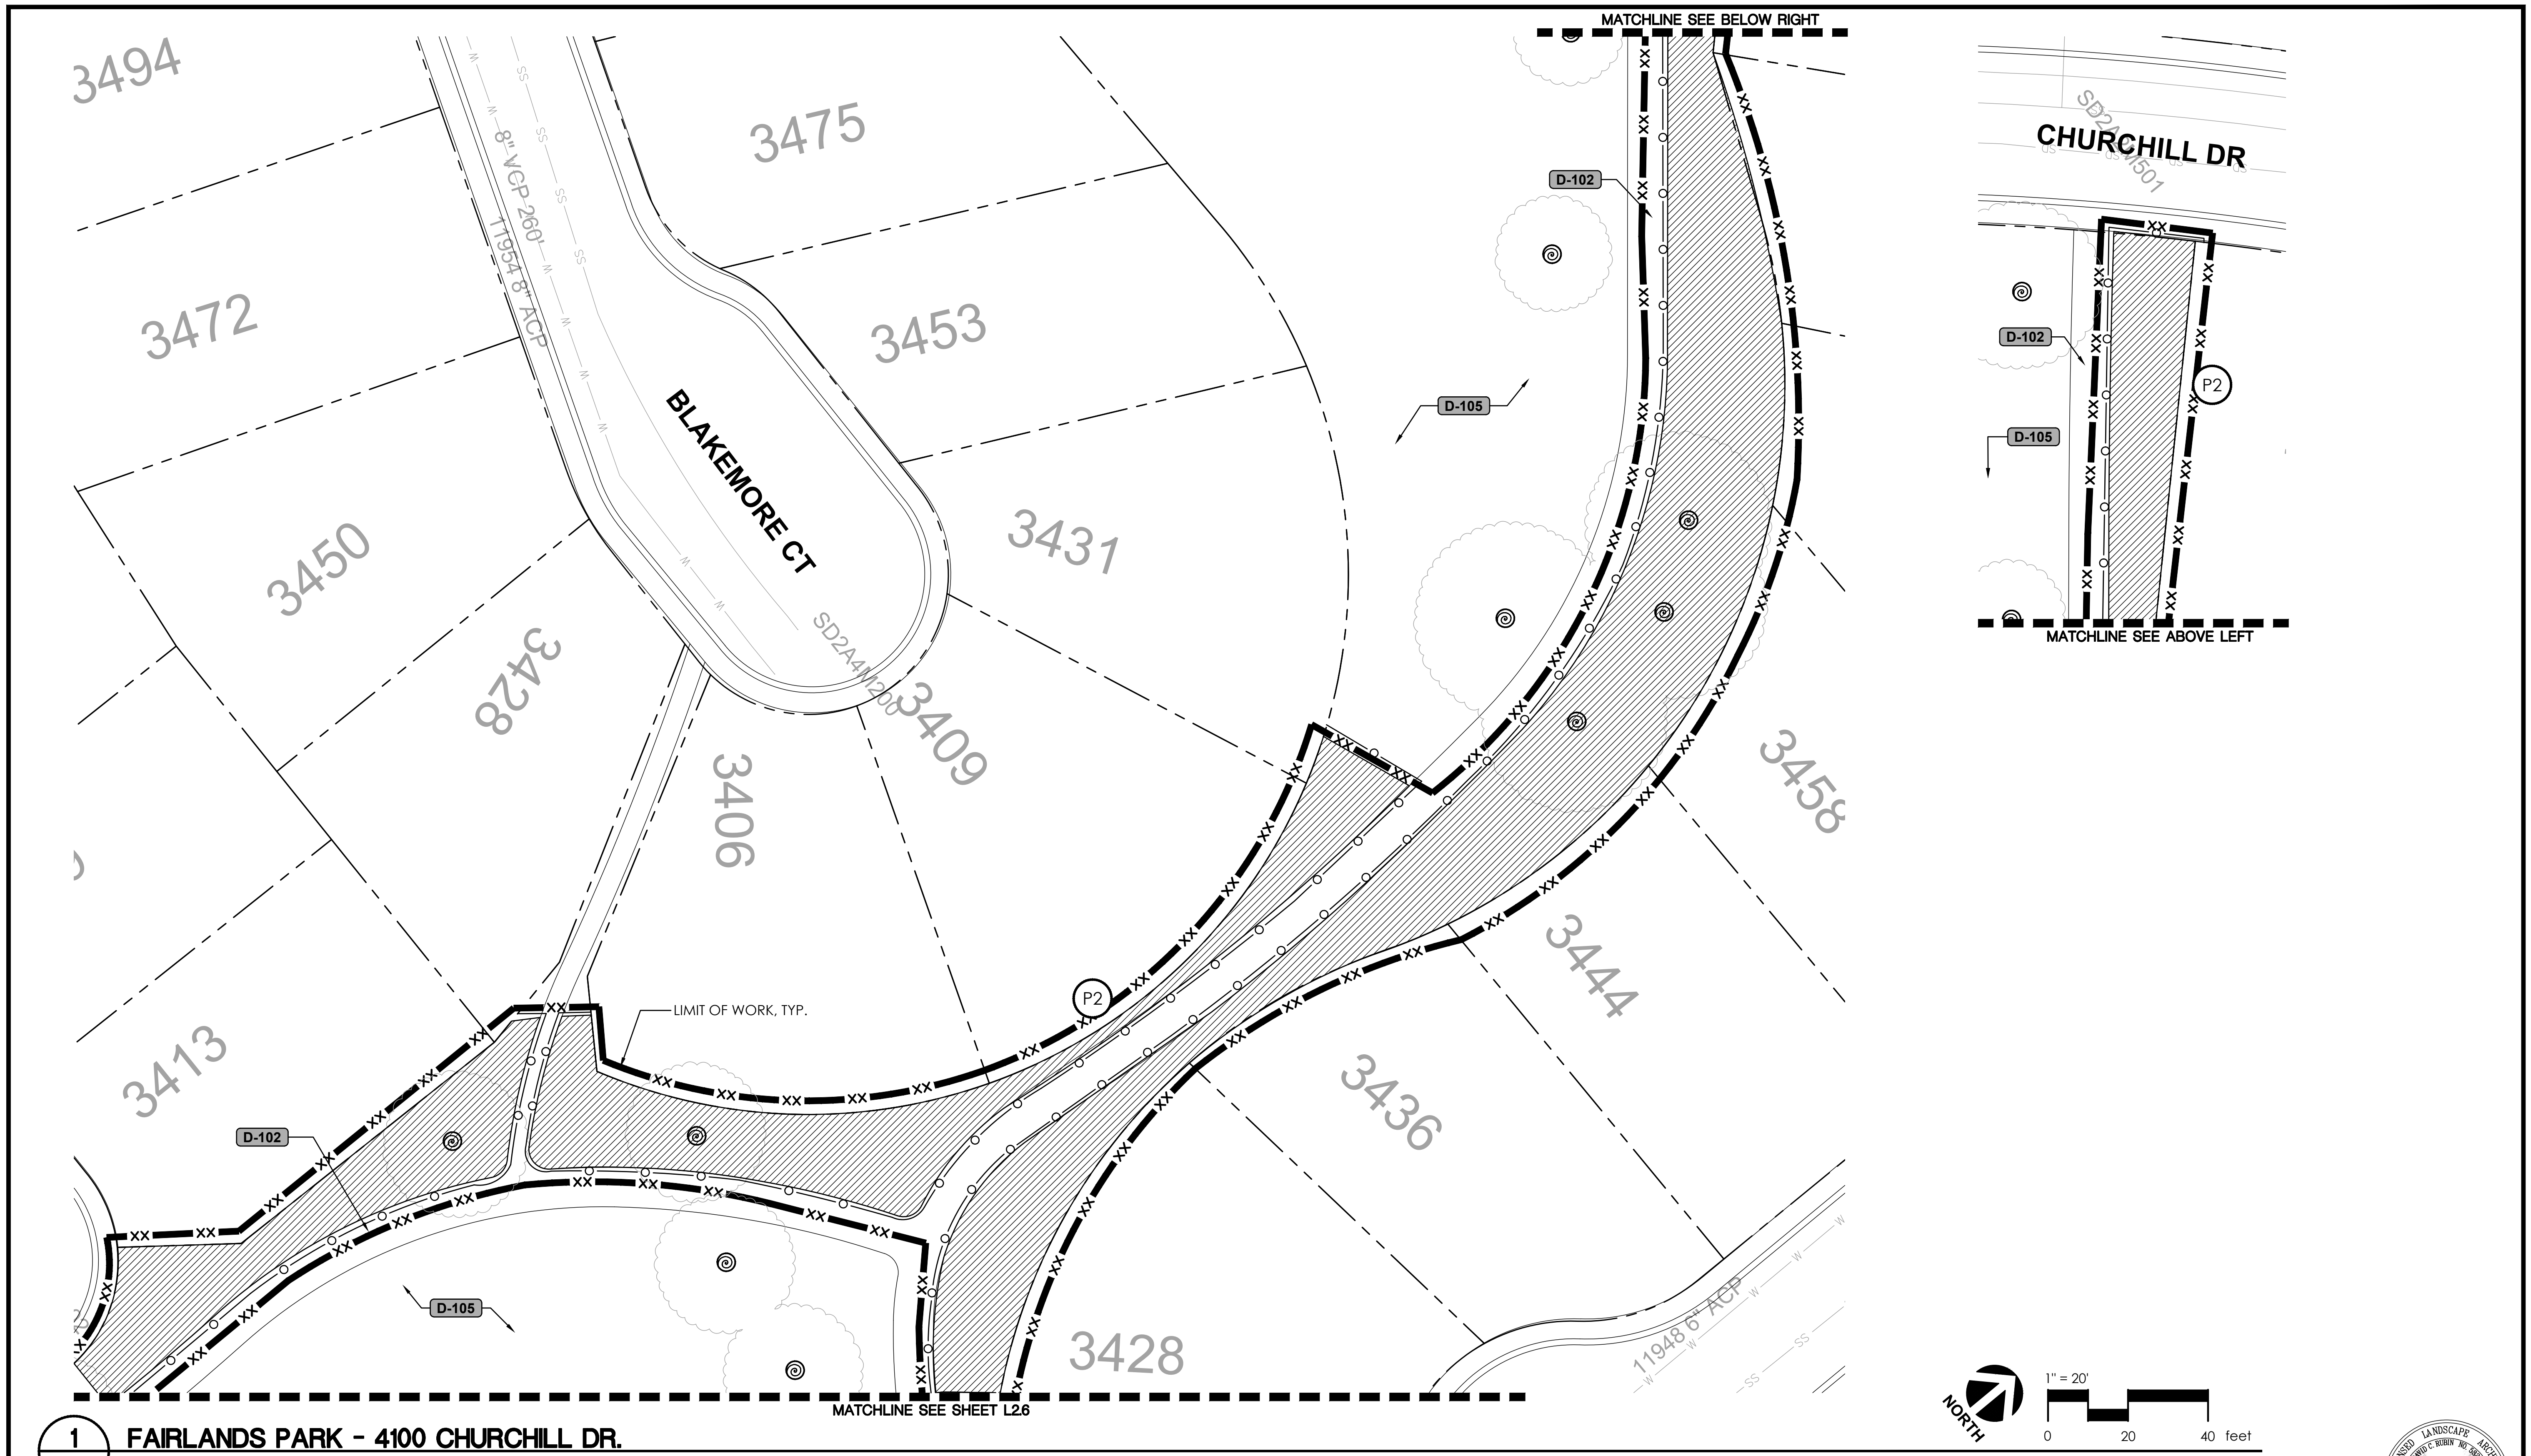 MATCHLINE SEE BELOW RIGHT
3494
3475
8" VCP 260'
11954 8" ACP
SD2A2M501
CHURCHILL DR
D-102
3472
3453
D-102
P2
BLAKEMORE CT
D-105
D-105
3450
3431
3428
SD2A4M200
MATCHLINE SEE ABOVE LEFT
3409
3406
3458
3444
P2
LIMIT OF WORK, TYP.
3413
3436
D-102
D-105
3428
11948 6" ACP
MATCHLINE SEE SHEET L2.6
NORTH
1" = 20'
0 20 40 feet
1 FAIRLANDS PARK - 4100 CHURCHILL DR.